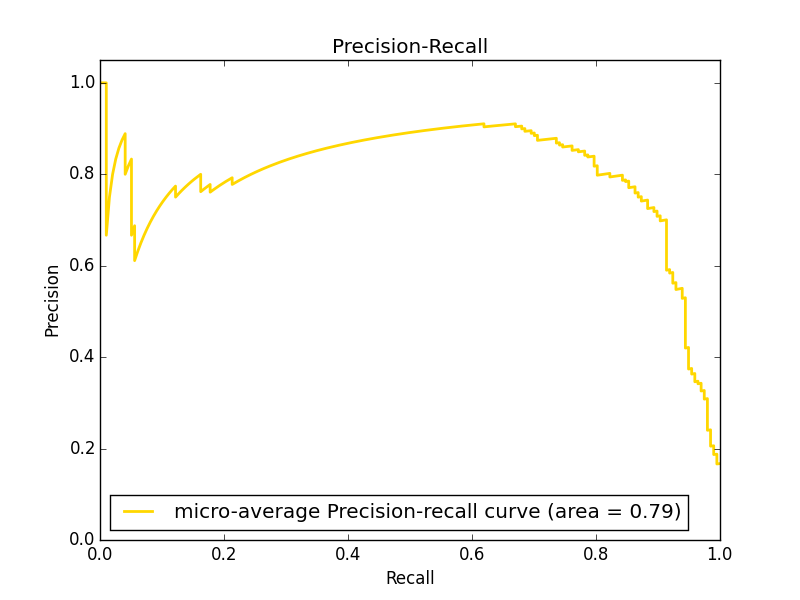 Precision-Recall
1.0
0.8
0.6
0.4
0.2
0.0
Precision
micro-average Precision-recall curve (area = 0.79)
0.0 0.2 0.4 0.6 0.8 1.0
Recall